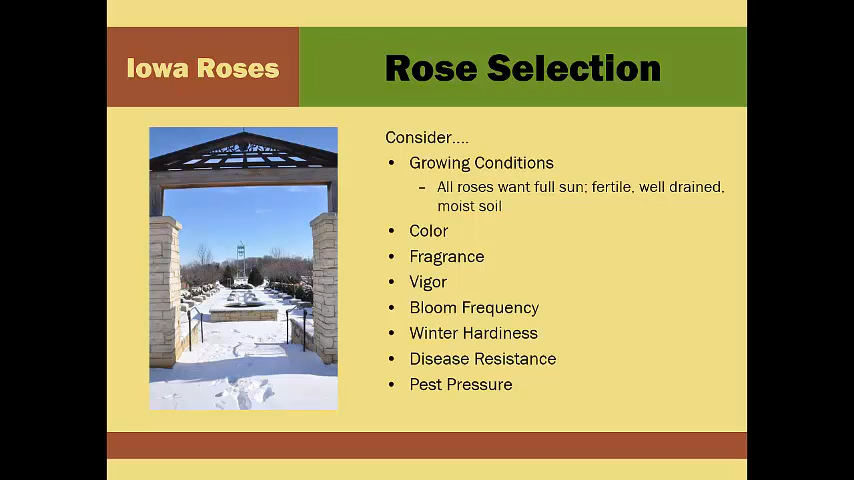 Iowa Roses
Rose Selection
Consider....
• Growing Conditions
– All roses want full sun; fertile, well drained,
moist soil
• Color
• Fragrance
• Vigor
• Bloom Frequency
• Winter Hardiness
• Disease Resistance
• Pest Pressure